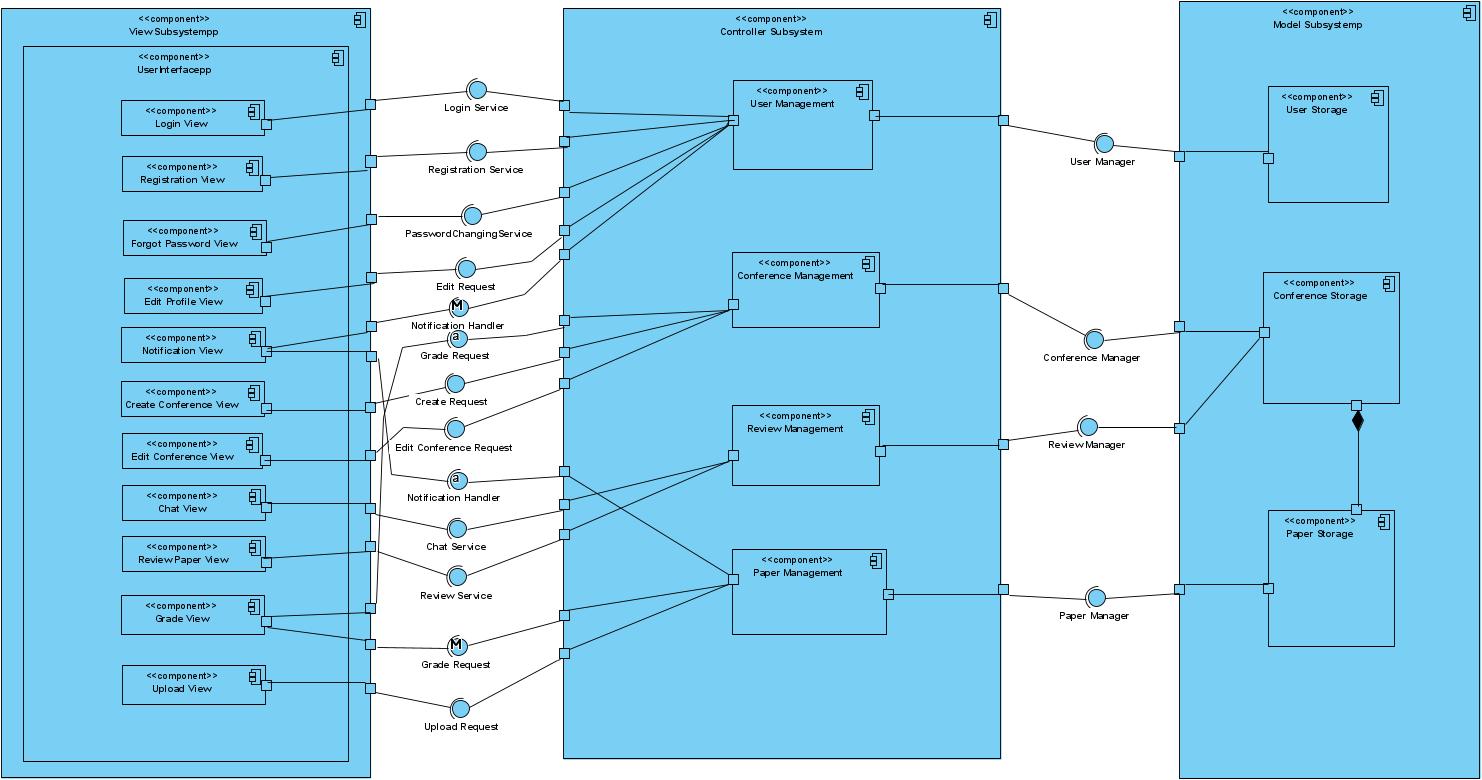 <<component>>
View Subsystempp
<<component>>
UserInterfacepp
<<component>>
Login View
<<component>>
Registration View
<<component>>
Forgot Password View
<<component>>
Edit Profile View
<<component>>
Notification View
<<component>>
Create Conference View
<<component>>
Edit Conference View
<<component>>
Chat View
<<component>>
Review Paper View
<<component>>
Grade View
<<component>>
Upload View
Login Service
Registration Service
PasswordChangingService
Edit Request
M
Notification Handler
a
Grade Request
Create Request
Edit Conference Request
a
Notification Handler
Chat Service
Review Service
M
Grade Request
Upload Request
<<component>>
Controller Subsystem
<<component>>
User Management
<<component>>
Conference Management
<<component>>
Review Management
<<component>>
Paper Management
User Manager
Conference Manager
Review Manager
Paper Manager
<<component>>
Model Subsystemp
<<component>>
User Storage
<<component>>
Conference Storage
<<component>>
Paper Storage